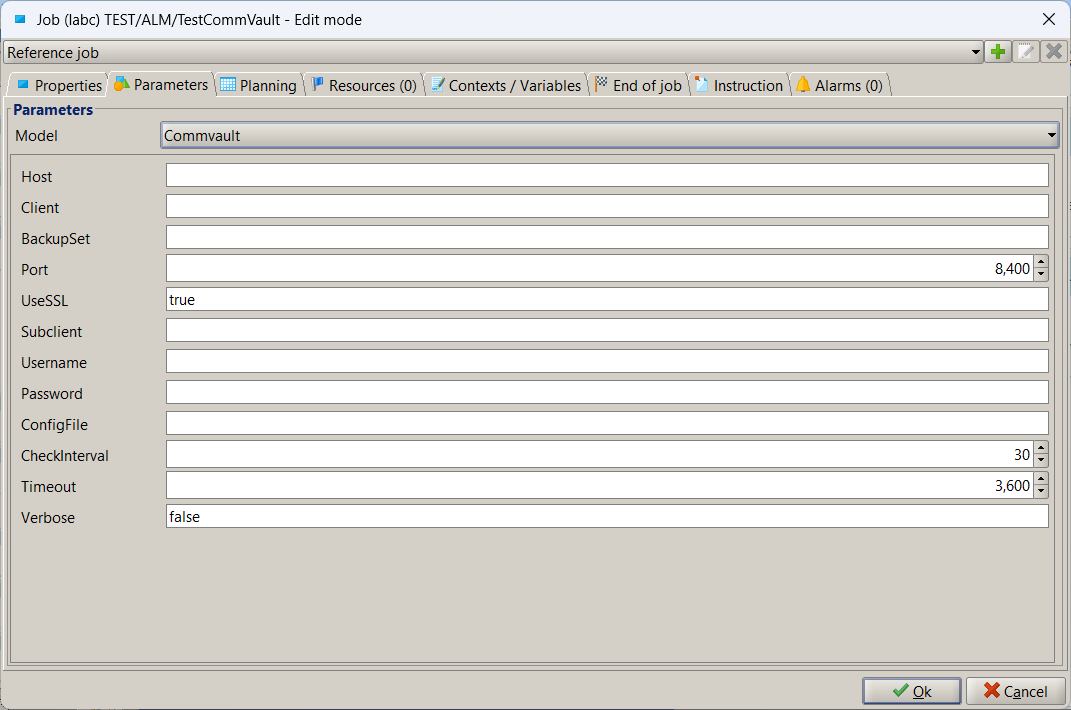 Job (labc) TEST/ALM/TestCommVault - Edit mode
Reference job
Properties Parameters Planning Resources (0) Contexts / Variables End of job Instruction Alarms (0)
Parameters
Model Commvault
Host
Client
BackupSet
Port 8,400
UseSSL true
Subclient
Username
Password
ConfigFile
CheckInterval 30
Timeout 3,600
Verbose false
Ok Cancel